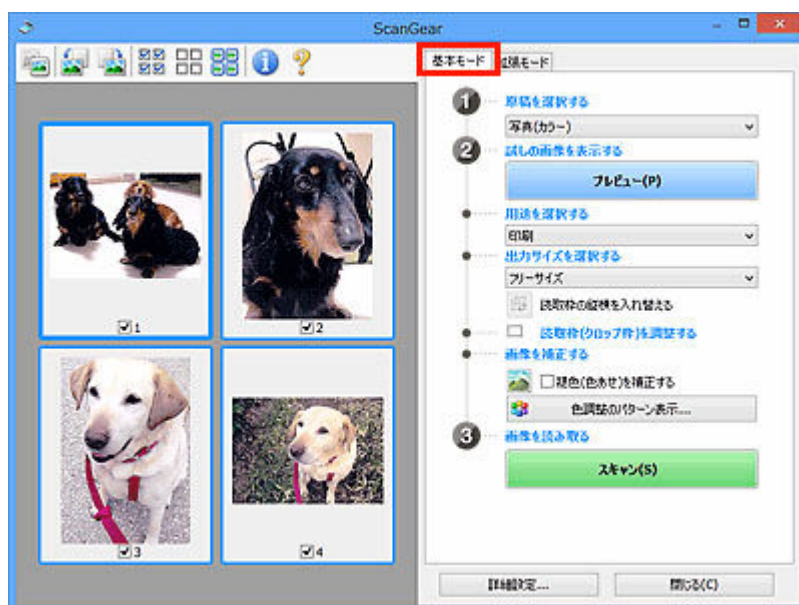 ScanGear
基本モード
拡張モード
1
原稿を選択する
写真(カラー)
2
試しの画像を表示する
プレビュー(P)
用途を選択する
印刷
出力サイズを選択する
フリーサイズ
読取枠の縦横を入れ替える
読取枠(クロップ枠)を調整する
画像を補正する
褪色(色あせ)を補正する
色調整のパターン表示...
3
画像を読み取る
スキャン(S)
1
2
3
4
詳細設定...
閉じる(C)